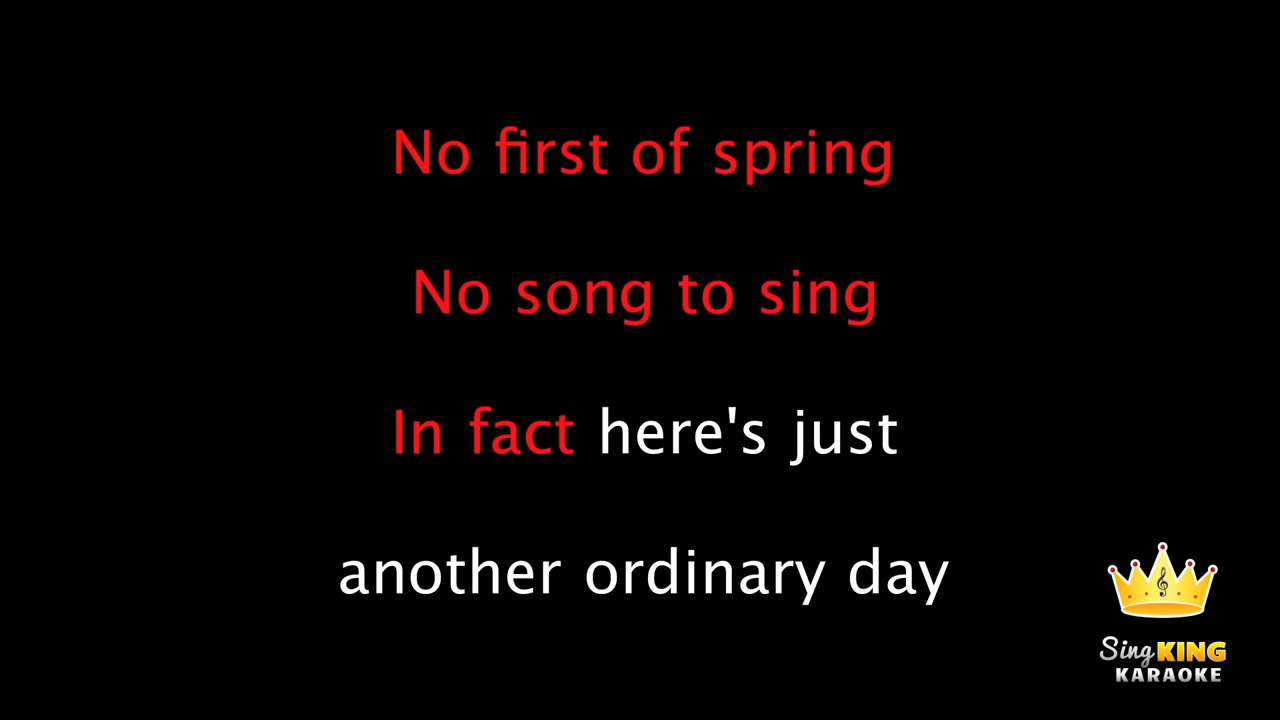 No first of spring
No song to sing
In fact here's just
another ordinary day
Sing KING
KARAOKE